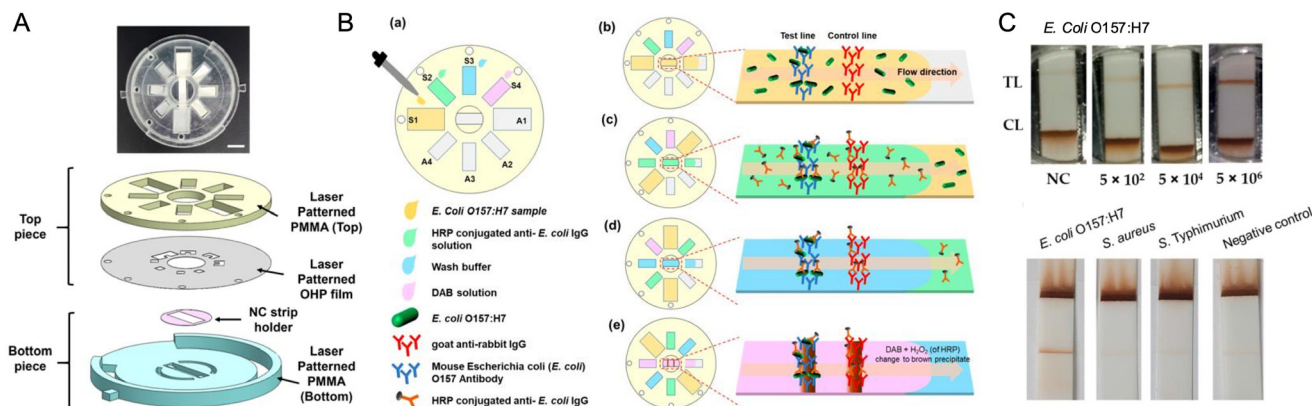 A
Top
piece
Bottom
piece
Laser
Patterned
PMMA (Top)
Laser
Patterned
OHP film
NC strip
holder
Laser
Patterned
PMMA
(Bottom)
B
(a)
S1
S2
S3
S4
A1
A2
A3
A4
E. Coli O157:H7 sample
HRP conjugated anti- E. coli IgG
solution
Wash buffer
DAB solution
E. coli O157:H7
goat anti-rabbit IgG
Mouse Escherichia coli (E. coli)
O157 Antibody
HRP conjugated anti- E. coli IgG
(b)
Test line
Control line
Flow direction
(c)
(d)
(e)
DAB + H₂O₂ (of HRP)
change to brown precipitate
C
E. Coli O157:H7
TL
CL
NC
5 × 10²
5 × 10⁴
5 × 10⁶
E. coli O157:H7
S. aureus
S. Typhimurium
Negative control